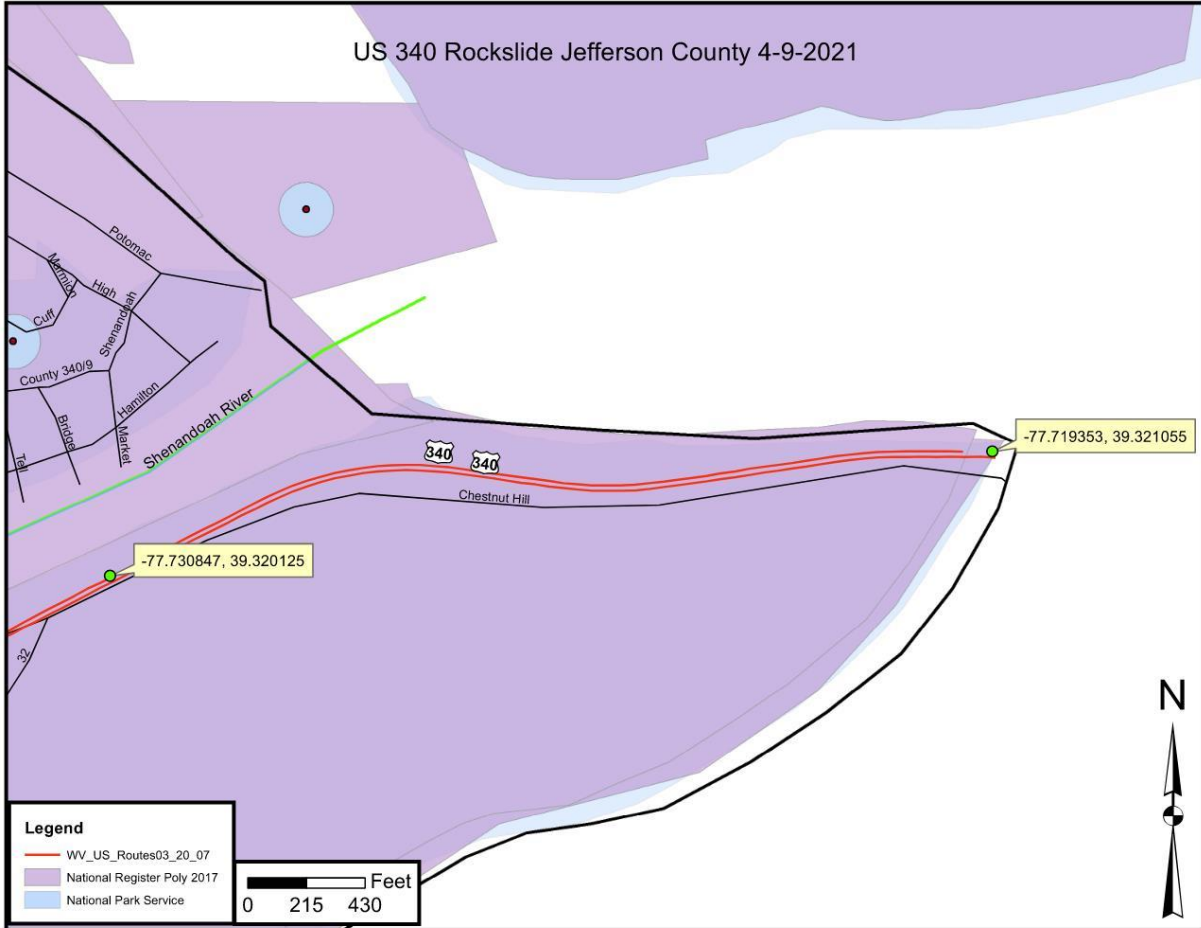 US 340 Rockslide Jefferson County 4-9-2021
Potomac
Marmion
High
Shenandoah
Cuff
County 340/9
Hamilton
Bridge
Market
Tell
Shenandoah River
340
340
-77.719353, 39.321055
Chestnut Hill
-77.730847, 39.320125
32
N
Legend
WV_US_Routes03_20_07
National Register Poly 2017
National Park Service
Feet
0 215 430